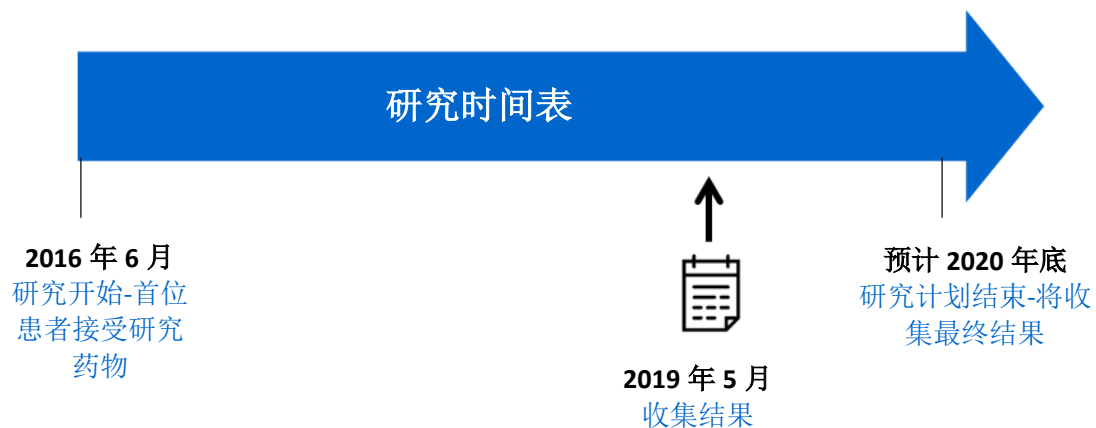 研究时间表
2016 年 6 月
研究开始-首位
患者接受研究
药物
2019 年 5 月
收集结果
预计 2020 年底
研究计划结束-将收
集最终结果